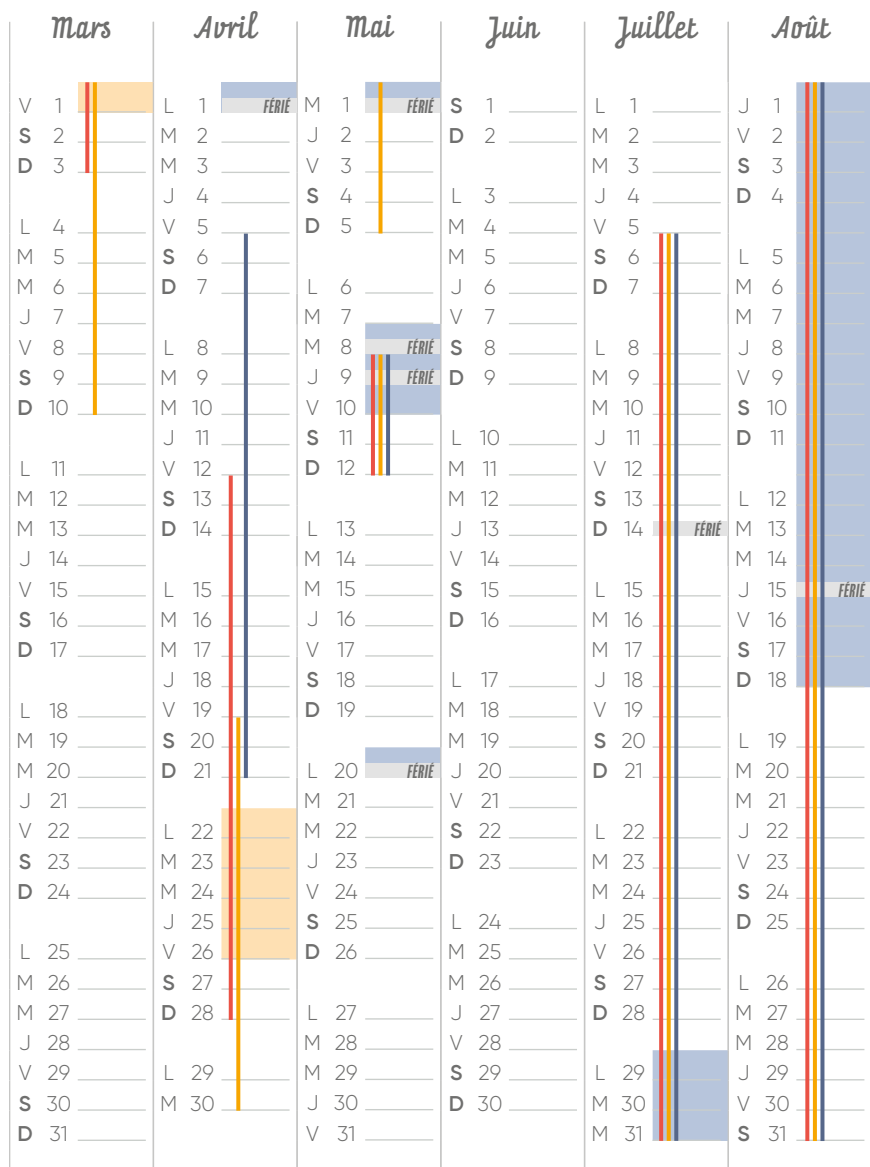 Mars
V 1
S 2
D 3
L 4
M 5
M 6
J 7
V 8
S 9
D 10
L 11
M 12
M 13
J 14
V 15
S 16
D 17
L 18
M 19
M 20
J 21
V 22
S 23
D 24
L 25
M 26
M 27
J 28
V 29
S 30
D 31
Avril
L 1 FÉRIÉ
M 2
M 3
J 4
V 5
S 6
D 7
L 8
M 9
M 10
J 11
V 12
S 13
D 14
L 15
M 16
M 17
J 18
V 19
S 20
D 21
L 22
M 23
M 24
J 25
V 26
S 27
D 28
L 29
M 30
Mai
M 1 FÉRIÉ
J 2
V 3
S 4
D 5
L 6
M 7
M 8 FÉRIÉ
J 9 FÉRIÉ
V 10
S 11
D 12
L 13
M 14
M 15
J 16
V 17
S 18
D 19
L 20 FÉRIÉ
M 21
M 22
J 23
V 24
S 25
D 26
L 27
M 28
M 29
J 30
V 31
Juin
S 1
D 2
L 3
M 4
M 5
J 6
V 7
S 8
D 9
L 10
M 11
M 12
J 13
V 14
S 15
D 16
L 17
M 18
M 19
J 20
V 21
S 22
D 23
L 24
M 25
M 26
J 27
V 28
S 29
D 30
Juillet
L 1
M 2
M 3
J 4
V 5
S 6
D 7
L 8
M 9
M 10
J 11
V 12
S 13
D 14 FÉRIÉ
L 15
M 16
M 17
J 18
V 19
S 20
D 21
L 22
M 23
M 24
J 25
V 26
S 27
D 28
L 29
M 30
M 31
Août
J 1
V 2
S 3
D 4
L 5
M 6
M 7
J 8
V 9
S 10
D 11
L 12
M 13
M 14
J 15 FÉRIÉ
V 16
S 17
D 18
L 19
M 20
M 21
J 22
V 23
S 24
D 25
L 26
M 27
M 28
J 29
V 30
S 31